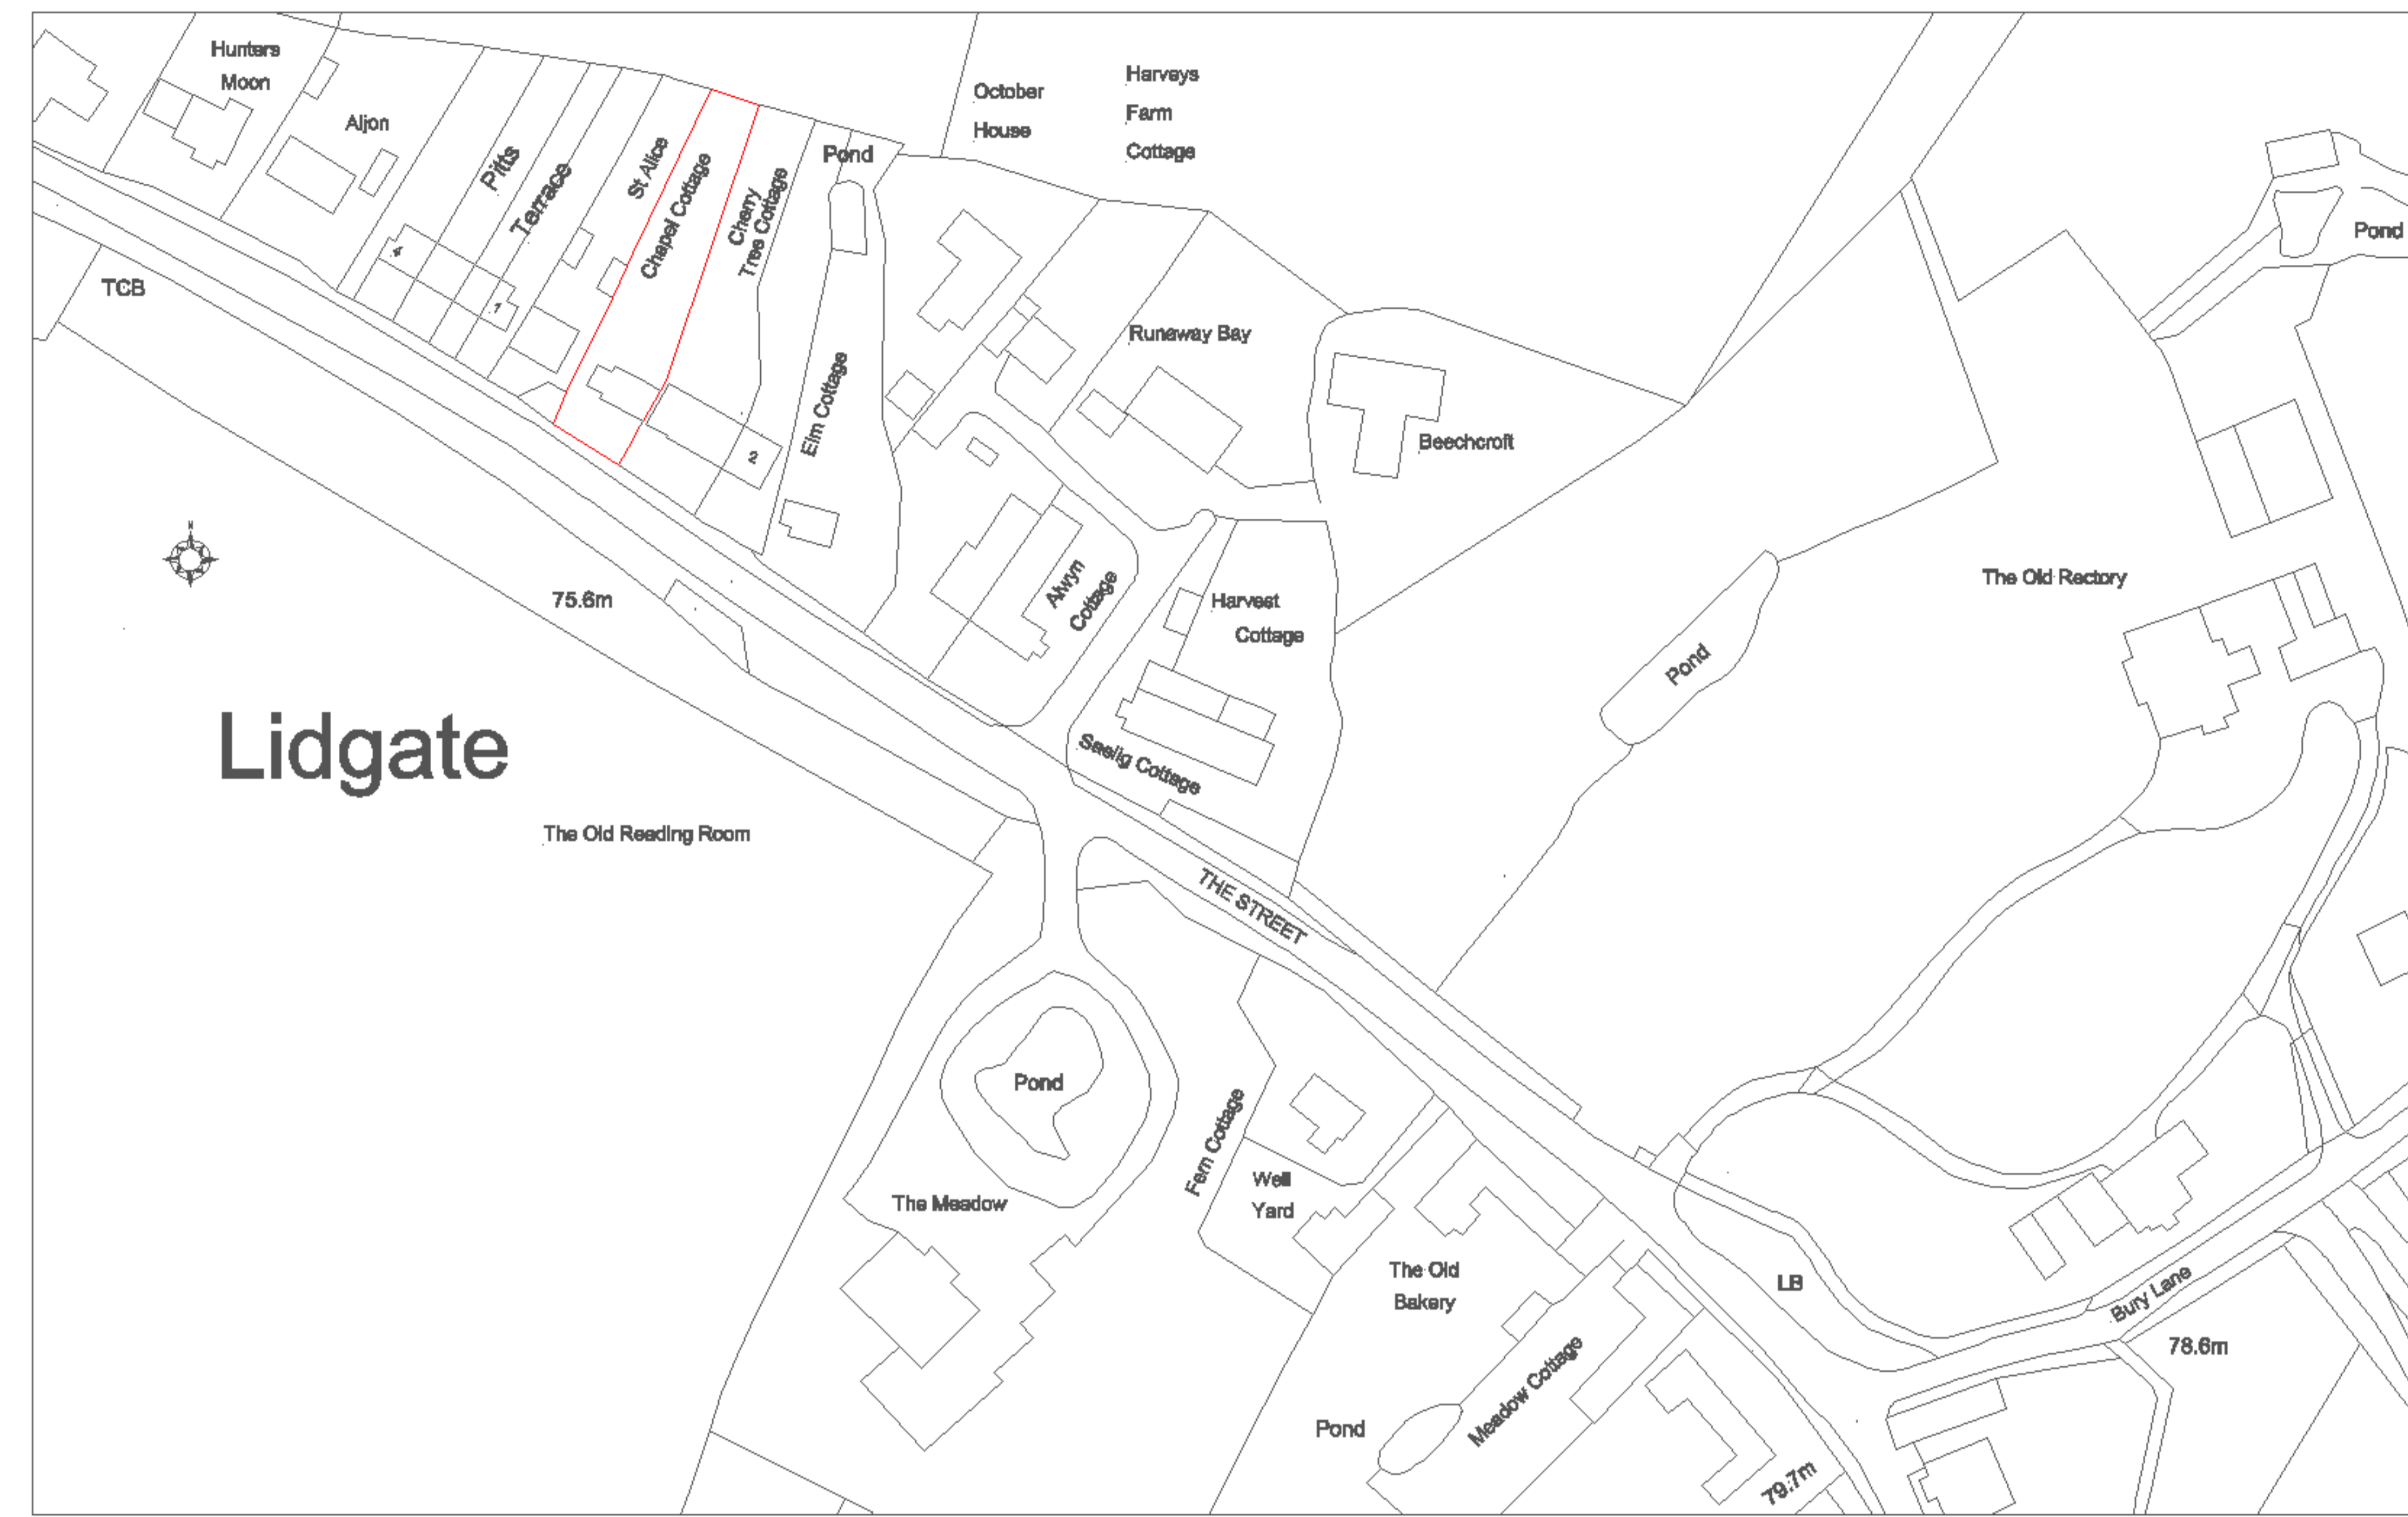 Hunters
Moon
Aljon
Pitts
Terrace
St Alice
Chapel Cottage
Cherry
Tree Cottage
Pond
October
House
Harveys
Farm
Cottage
Pond
4
1
2
TCB
Elm Cottage
Runaway Bay
Beechcroft
N
75.6m
Alwyn
Cottage
Harvest
Cottage
The Old Rectory
Pond
Lidgate
Saelig Cottage
The Old Reading Room
THE STREET
Pond
Fern Cottage
The Meadow
Well
Yard
The Old
Bakery
LB
Bury Lane
78.6m
Meadow Cottage
Pond
79.7m